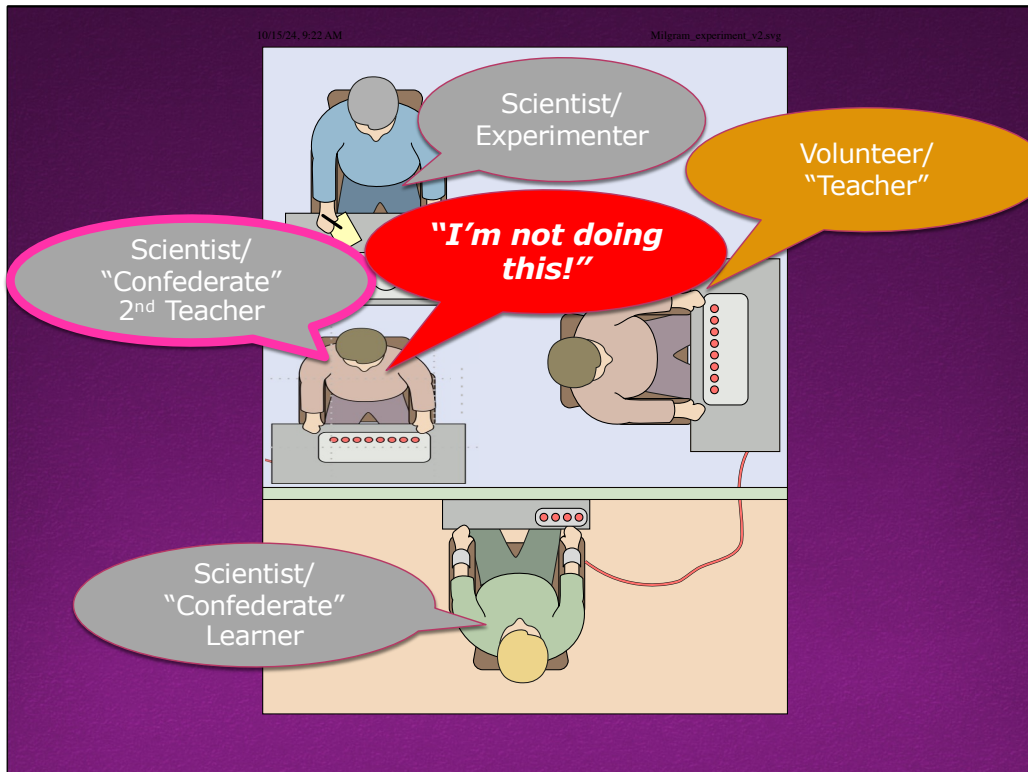 10/15/24, 9:22 AM
Milgram_experiment_v2.svg
Scientist/
Experimenter
Volunteer/
“Teacher”
“I’m not doing
this!”
Scientist/
“Confederate”
2nd Teacher
Scientist/
“Confederate”
Learner